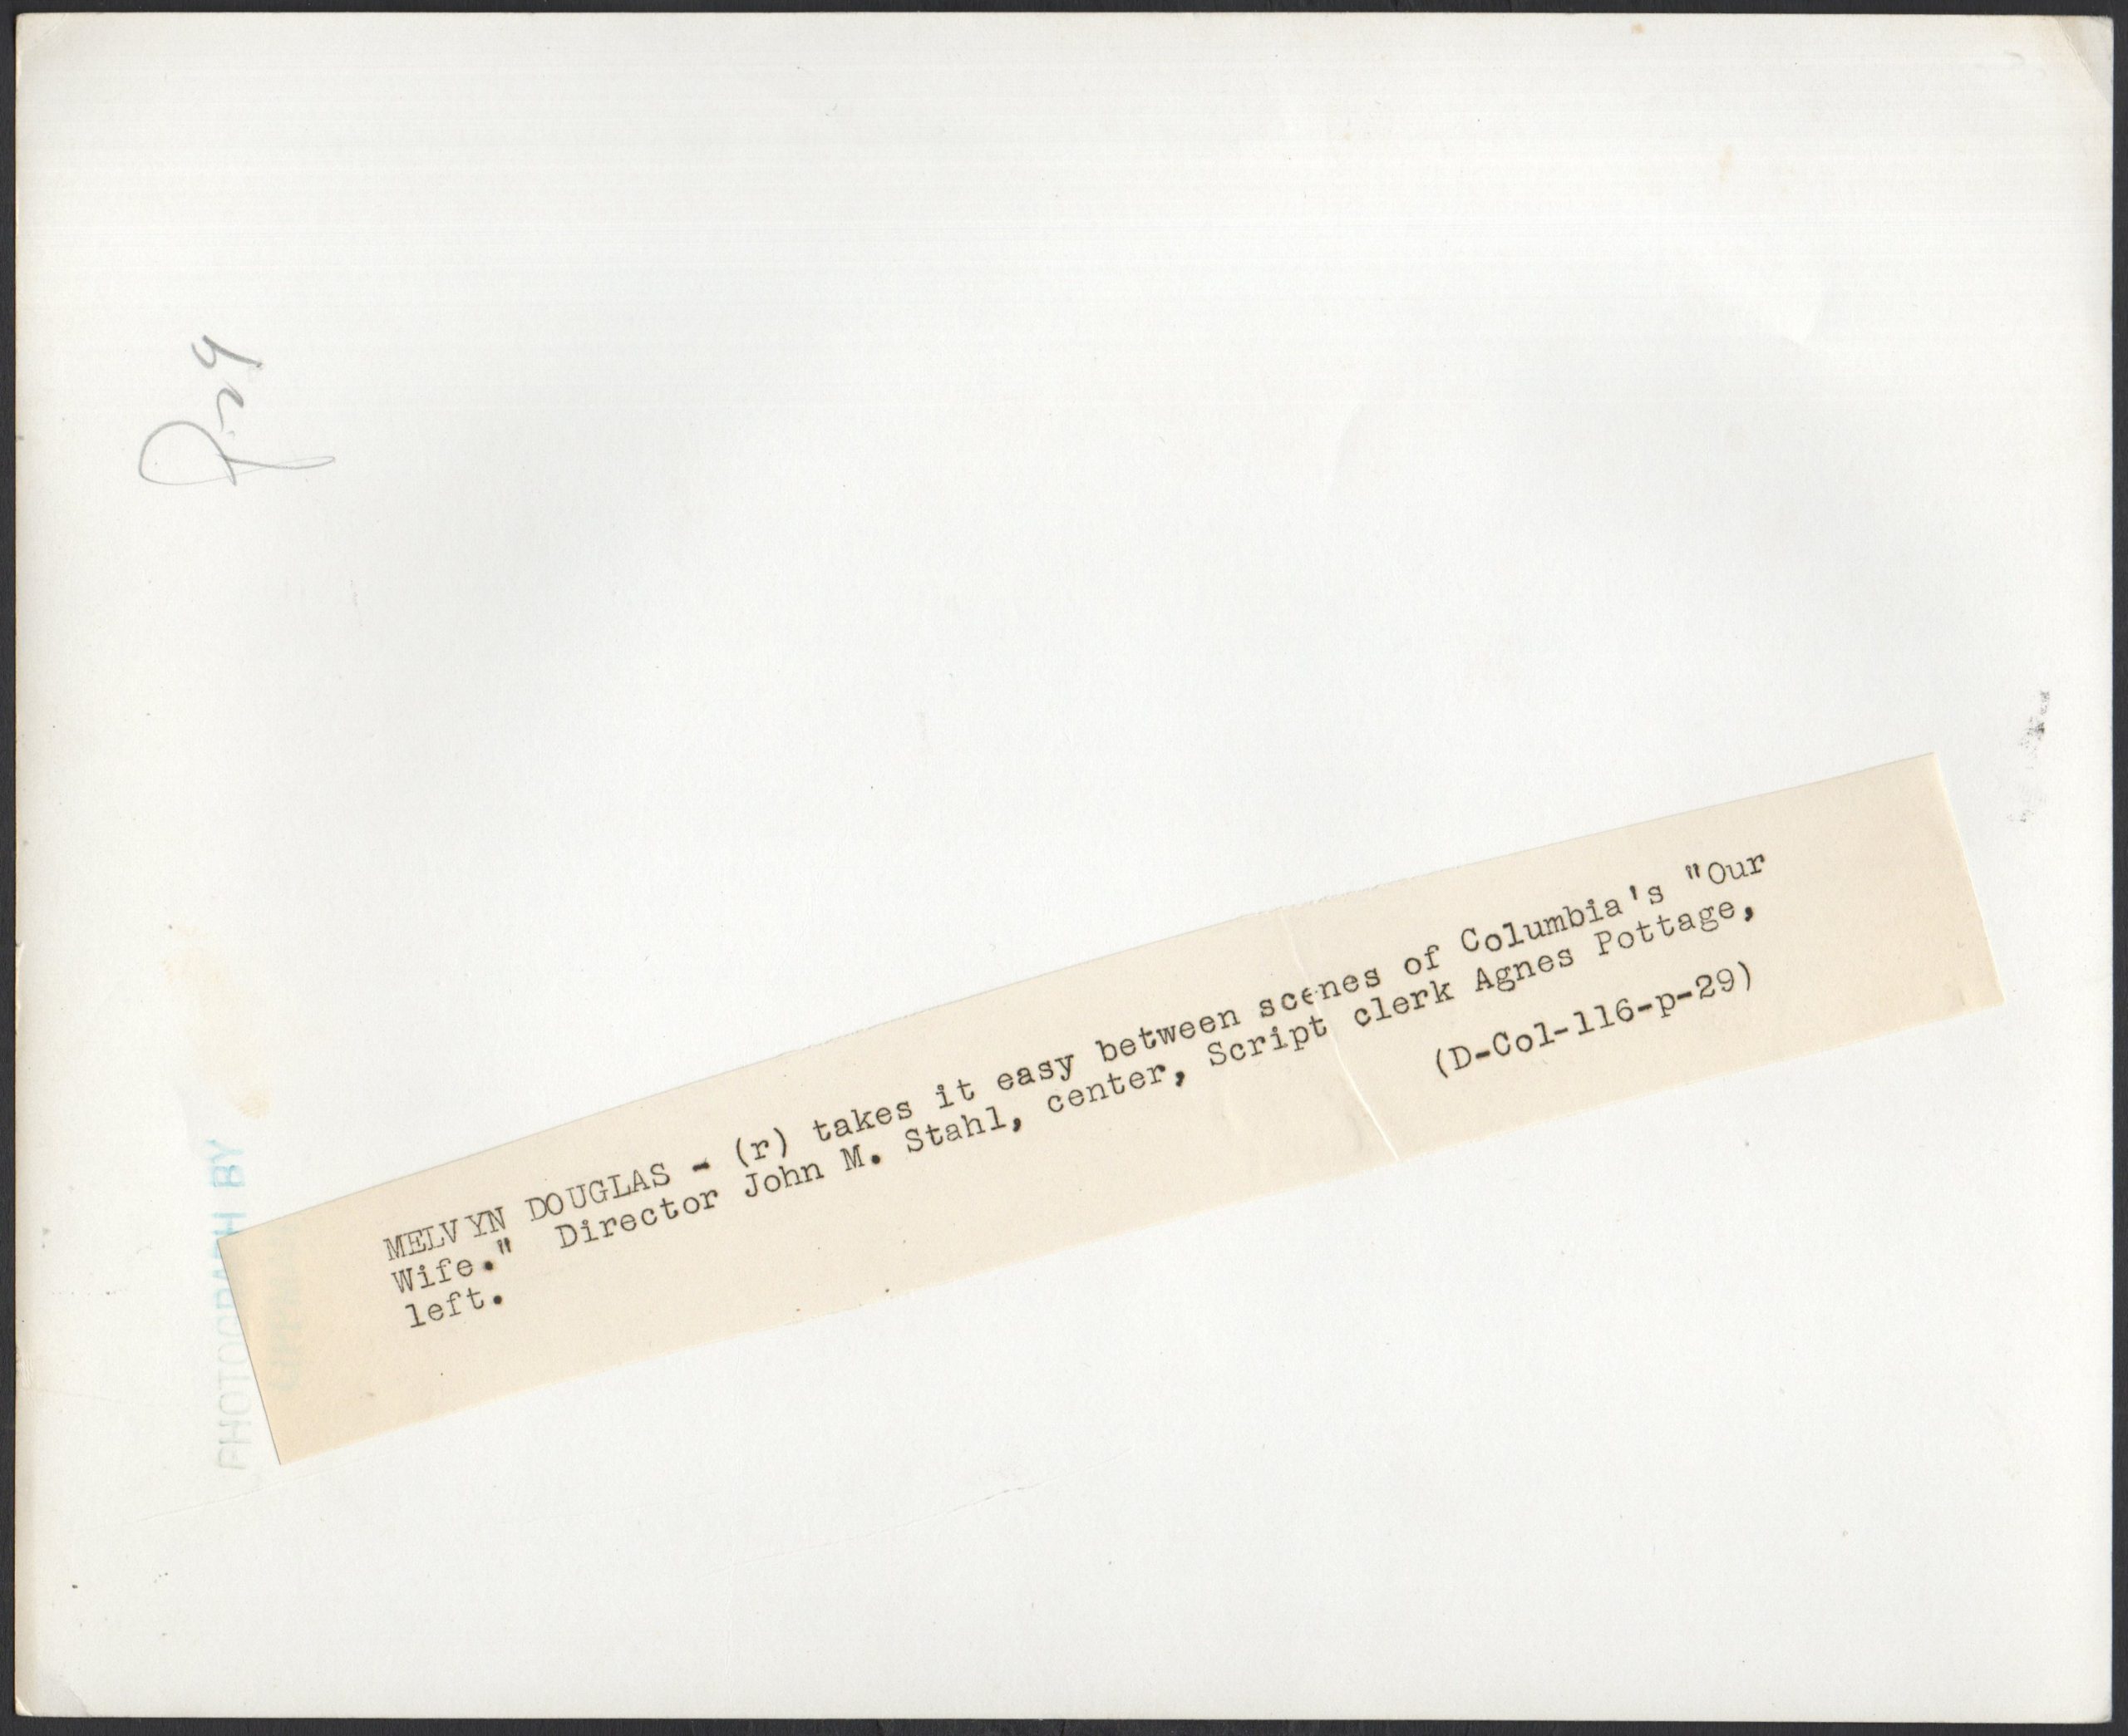 P-29
MELVYN DOUGLAS - (r) takes it easy between scenes of Columbia's "Our
Wife." Director John M. Stahl, center, Script clerk Agnes Pottage,
left.
(D-Col-116-p-29)
PHOTOGRAPH BY